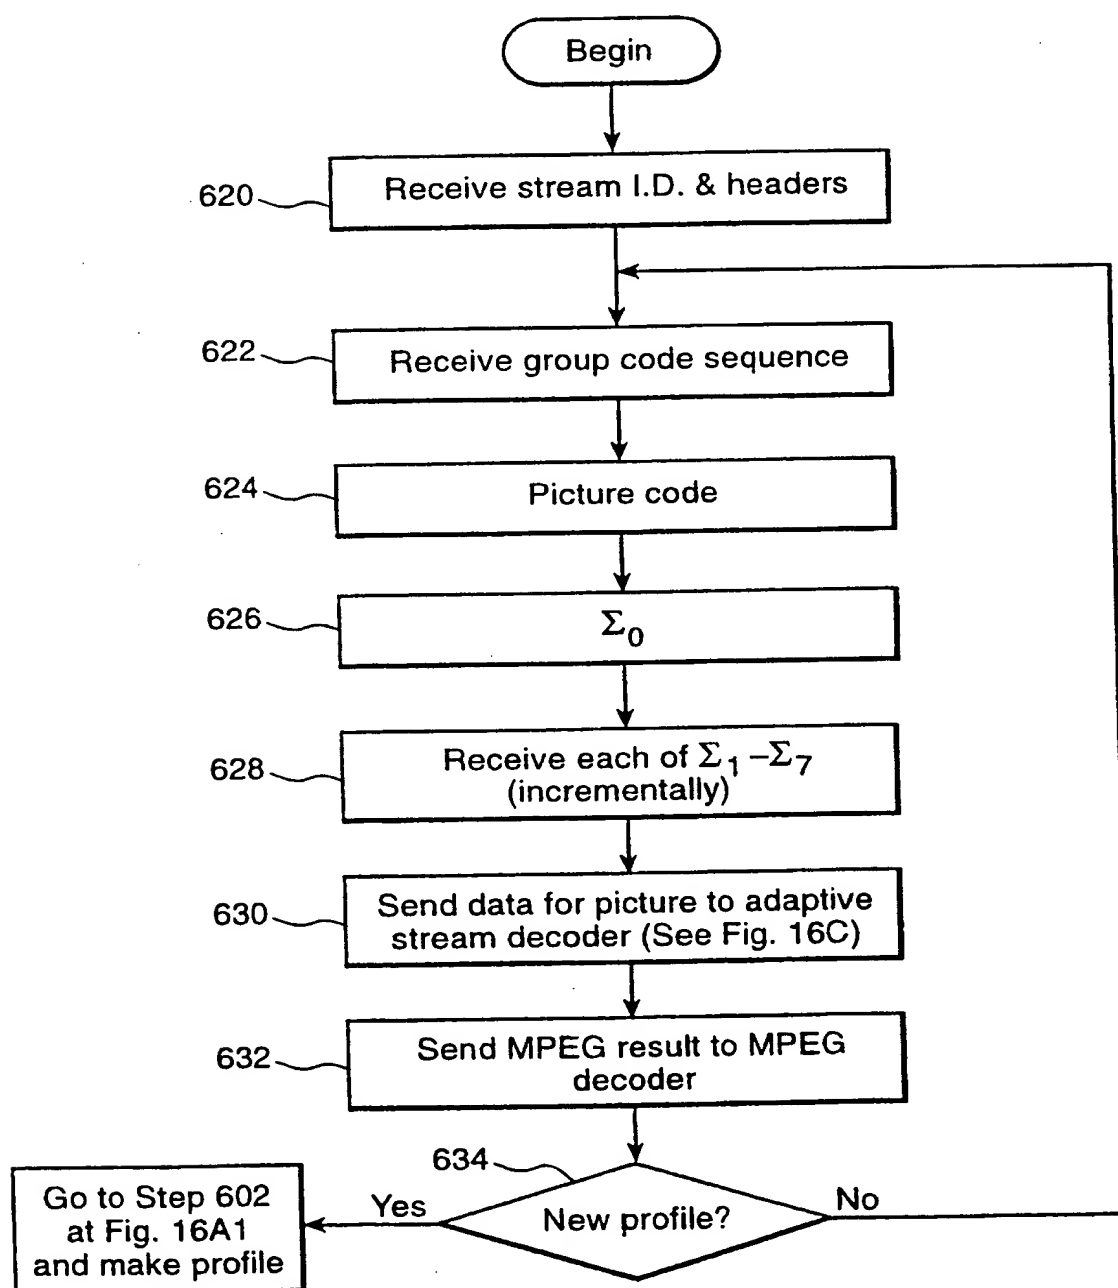 Begin
620
Receive stream I.D. & headers
622
Receive group code sequence
624
Picture code
626
Σ0
628
Receive each of Σ1–Σ7
(incrementally)
630
Send data for picture to adaptive
stream decoder (See Fig. 16C)
632
Send MPEG result to MPEG
decoder
634
New profile?
Yes
No
Go to Step 602
at Fig. 16A1
and make profile